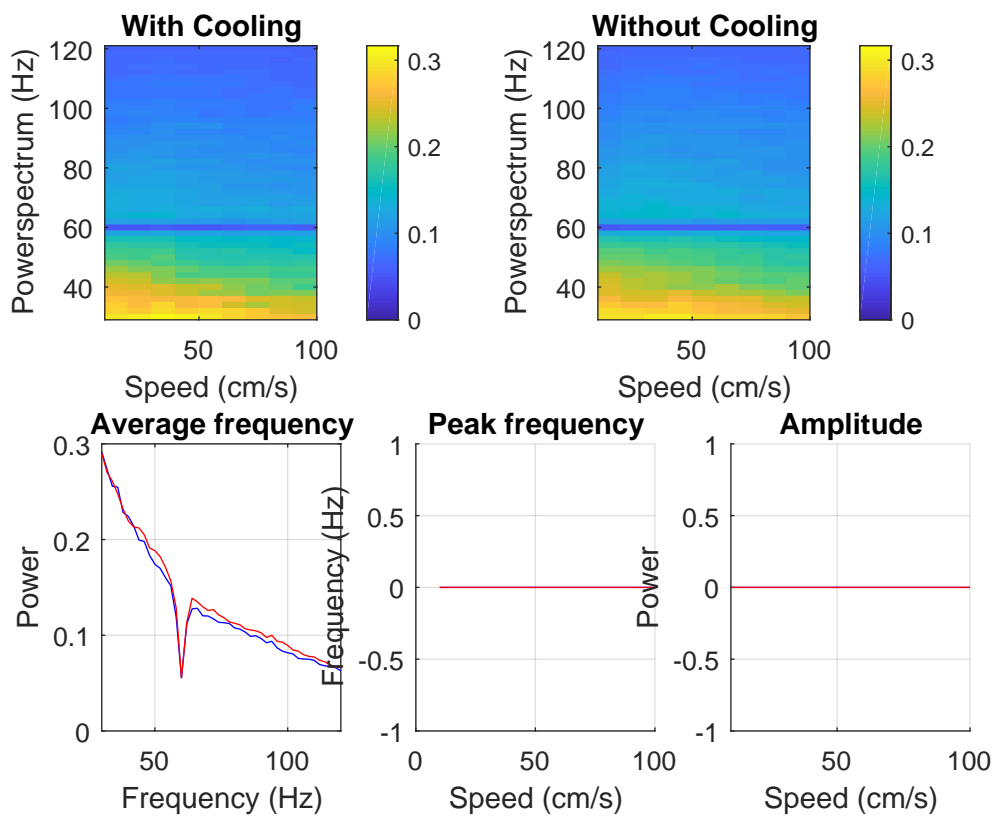 With Cooling
Powerspectrum (Hz)
120
100
80
60
40
50
100
Speed (cm/s)
0.3
0.2
0.1
0
Without Cooling
Powerspectrum (Hz)
120
100
80
60
40
50
100
Speed (cm/s)
0.3
0.2
0.1
0
Average frequency
Power
0.3
0.2
0.1
0
50
100
Frequency (Hz)
Peak frequency
Frequency (Hz)
1
0.5
0
-0.5
-1
0
50
100
Speed (cm/s)
Amplitude
Power
1
0.5
0
-0.5
-1
50
100
Speed (cm/s)